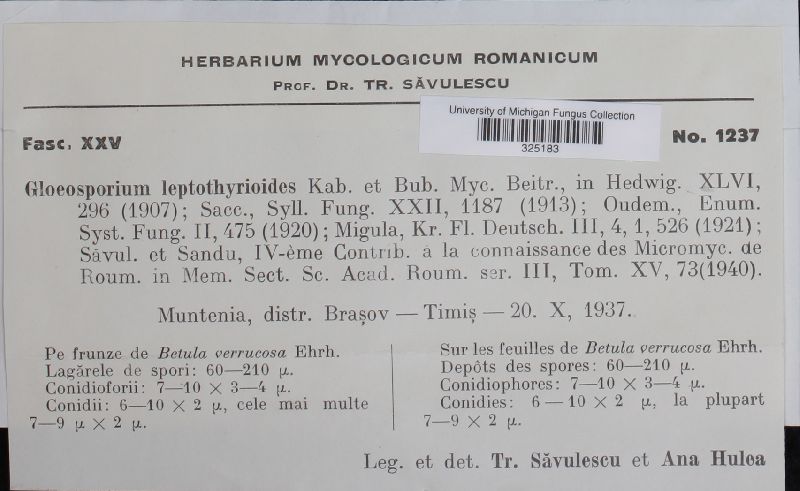 HERBARIUM MYCOLOGICUM ROMANICUM
PROF. DR. TR. SĂVULESCU
University of Michigan Fungus Collection
325183
Fasc. XXV
No. 1237
Gloeosporium leptothyrioides Kab. et Bub. Myc. Beitr., in Hedwig. XLVI,
296 (1907); Sacc., Syll. Fung. XXII, 1187 (1913); Oudem., Enum.
Syst. Fung. II, 475 (1920); Migula, Kr. Fl. Deutsch. III, 4, 1, 526 (1921);
Săvul. et Sandu, IV-ème Contrib. à la connaissance des Micromyc. de
Roum. in Mem. Sect. Sc. Acad. Roum. ser. III, Tom. XV, 73(1940).
Muntenia, distr. Brașov — Timiș — 20. X, 1937.
Pe frunze de Betula verrucosa Ehrh.
Lagărele de spori: 60—210 μ.
Conidioforii: 7—10 × 3—4 μ.
Conidii: 6—10 × 2 μ, cele mai multe
7—9 μ × 2 μ.
Sur les feuilles de Betula verrucosa Ehrh.
Depôts des spores: 60—210 μ.
Conidiophores: 7—10 × 3—4 μ.
Conidies: 6—10 × 2 μ, la plupart
7—9 × 2 μ.
Leg. et det. Tr. Săvulescu et Ana Hulea